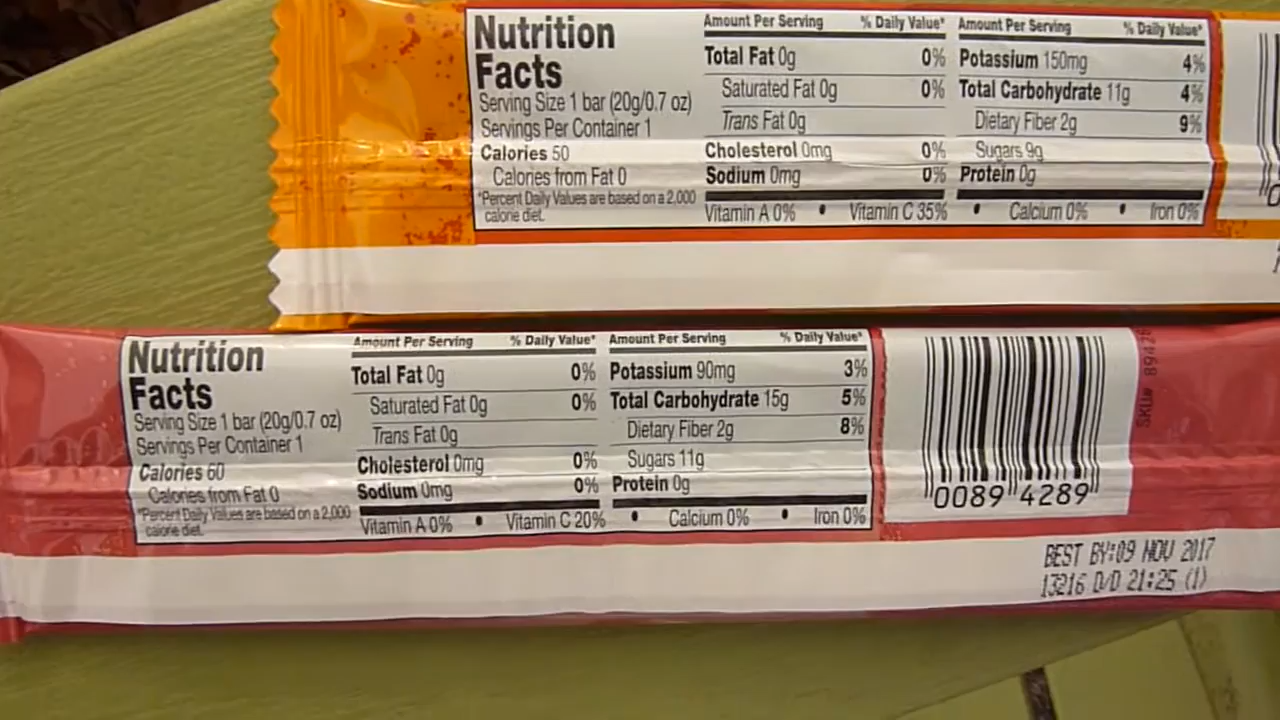 Nutrition
Facts
Serving Size 1 bar (20g/0.7 oz)
Servings Per Container 1
Calories 50
Calories from Fat 0
*Percent Daily Values are based on a 2,000
calorie diet.
Amount Per Serving % Daily Value*
Total Fat 0g 0%
Saturated Fat 0g 0%
Trans Fat 0g
Cholesterol 0mg 0%
Sodium 0mg 0%
Amount Per Serving % Daily Value*
Potassium 150mg 4%
Total Carbohydrate 11g 4%
Dietary Fiber 2g 9%
Sugars 9g
Protein 0g
Vitamin A 0% • Vitamin C 35% • Calcium 0% • Iron 0%
Nutrition
Facts
Serving Size 1 bar (20g/0.7 oz)
Servings Per Container 1
Calories 60
Calories from Fat 0
*Percent Daily Values are based on a 2,000
calorie diet.
Amount Per Serving % Daily Value*
Total Fat 0g 0%
Saturated Fat 0g 0%
Trans Fat 0g
Cholesterol 0mg 0%
Sodium 0mg 0%
Amount Per Serving % Daily Value*
Potassium 90mg 3%
Total Carbohydrate 15g 5%
Dietary Fiber 2g 8%
Sugars 11g
Protein 0g
Vitamin A 0% • Vitamin C 20% • Calcium 0% • Iron 0%
0089 4289
SKU#
BEST BY:09 NOV 2017
13216 D/D 21:25 (1)